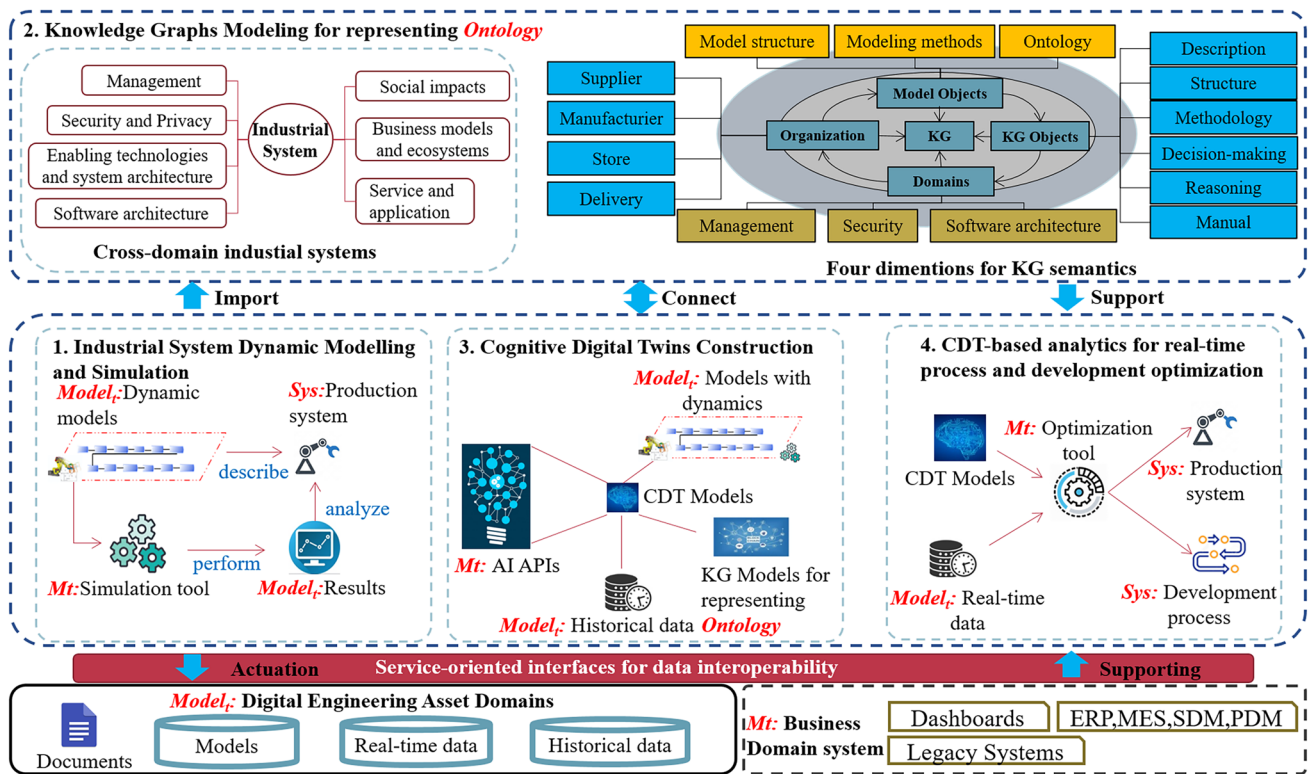 2. Knowledge Graphs Modeling for representing Ontology
Management
Security and Privacy
Enabling technologies
and system architecture
Software architecture
Industrial
System
Social impacts
Business models
and ecosystems
Service and
application
Cross-domain industial systems
Supplier
Manufacturier
Store
Delivery
Model structure
Modeling methods
Ontology
Model Objects
Organization
KG
KG Objects
Domains
Management
Security
Software architecture
Description
Structure
Methodology
Decision-making
Reasoning
Manual
Four dimentions for KG semantics
Import
Connect
Support
1. Industrial System Dynamic Modelling
and Simulation
Modelt:Dynamic
models
Sys:Production
system
describe
analyze
perform
Mt:Simulation tool
Modelt:Results
3. Cognitive Digital Twins Construction
Modelt: Models with
dynamics
CDT Models
Mt: AI APIs
KG Models for
representing
Modelt: Historical data Ontology
4. CDT-based analytics for real-time
process and development optimization
CDT Models
Mt: Optimization
tool
Sys: Production
system
Modelt: Real-time
data
Sys: Development
process
Actuation
Service-oriented interfaces for data interoperability
Supporting
Modelt: Digital Engineering Asset Domains
Documents
Models
Real-time data
Historical data
Mt: Business
Domain system
Dashboards
ERP,MES,SDM,PDM
Legacy Systems